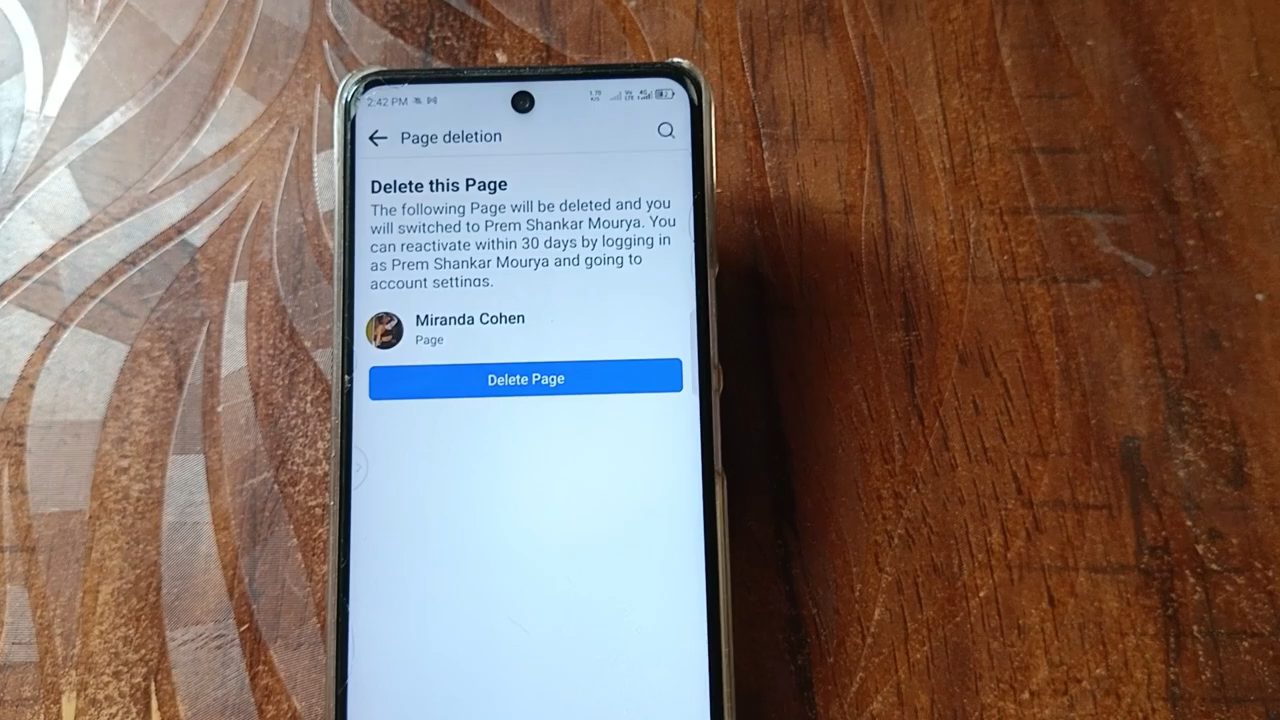 2:42 PM
Page deletion
Delete this Page
The following Page will be deleted and you
will switched to Prem Shankar Mourya. You
can reactivate within 30 days by logging in
as Prem Shankar Mourya and going to
account settings.
Miranda Cohen
Page
Delete Page